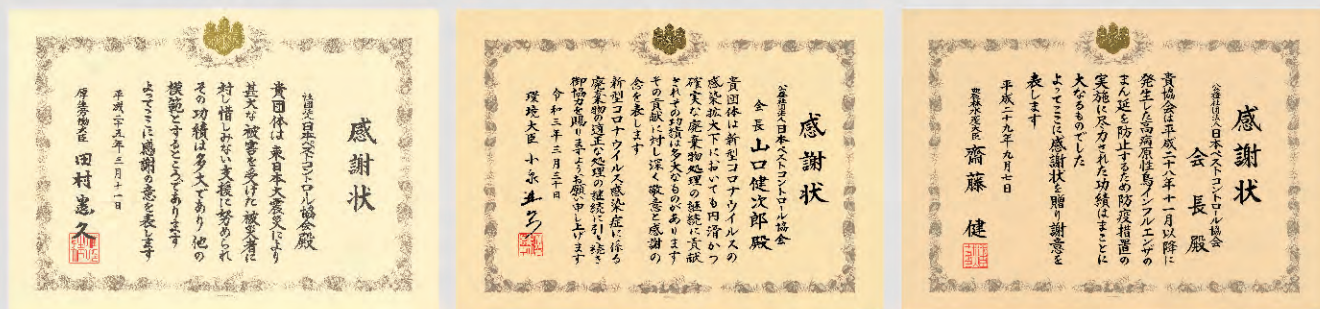 感謝状
社団法人日本ペストコントロール協会殿
貴団体は東日本大震災により
甚大な被害を受けた被災者に
対し惜しみない支援に努められ
その功績は多大であり他の
模範とするところであります
よってここに感謝の意を表します
平成二十五年三月十一日
厚生労働大臣 田村憲久
感謝状
公益社団法人日本ペストコントロール協会
会長 山口健次郎殿
貴団体は新型コロナウイルスの
感染拡大下においても円滑かつ
確実な廃棄物処理の継続に貢献
されその功績は多大なものがあります
その貢献に対し深く敬意と感謝の
念を表します
新型コロナウイルス感染症に係る
廃棄物の適正な処理の継続に引き続き
御協力を賜りますようお願い申し上げます
令和三年三月三十日
環境大臣 小泉進次郎
感謝状
公益社団法人日本ペストコントロール協会
会長殿
貴協会は平成二十八年十一月以降に
発生した高病原性鳥インフルエンザの
まん延を防止するため防疫措置の
実施に尽力された功績はまことに
大なるものでした
よってここに感謝状を贈り謝意を
表します
平成二十九年九月七日
農林水産大臣 齋藤健